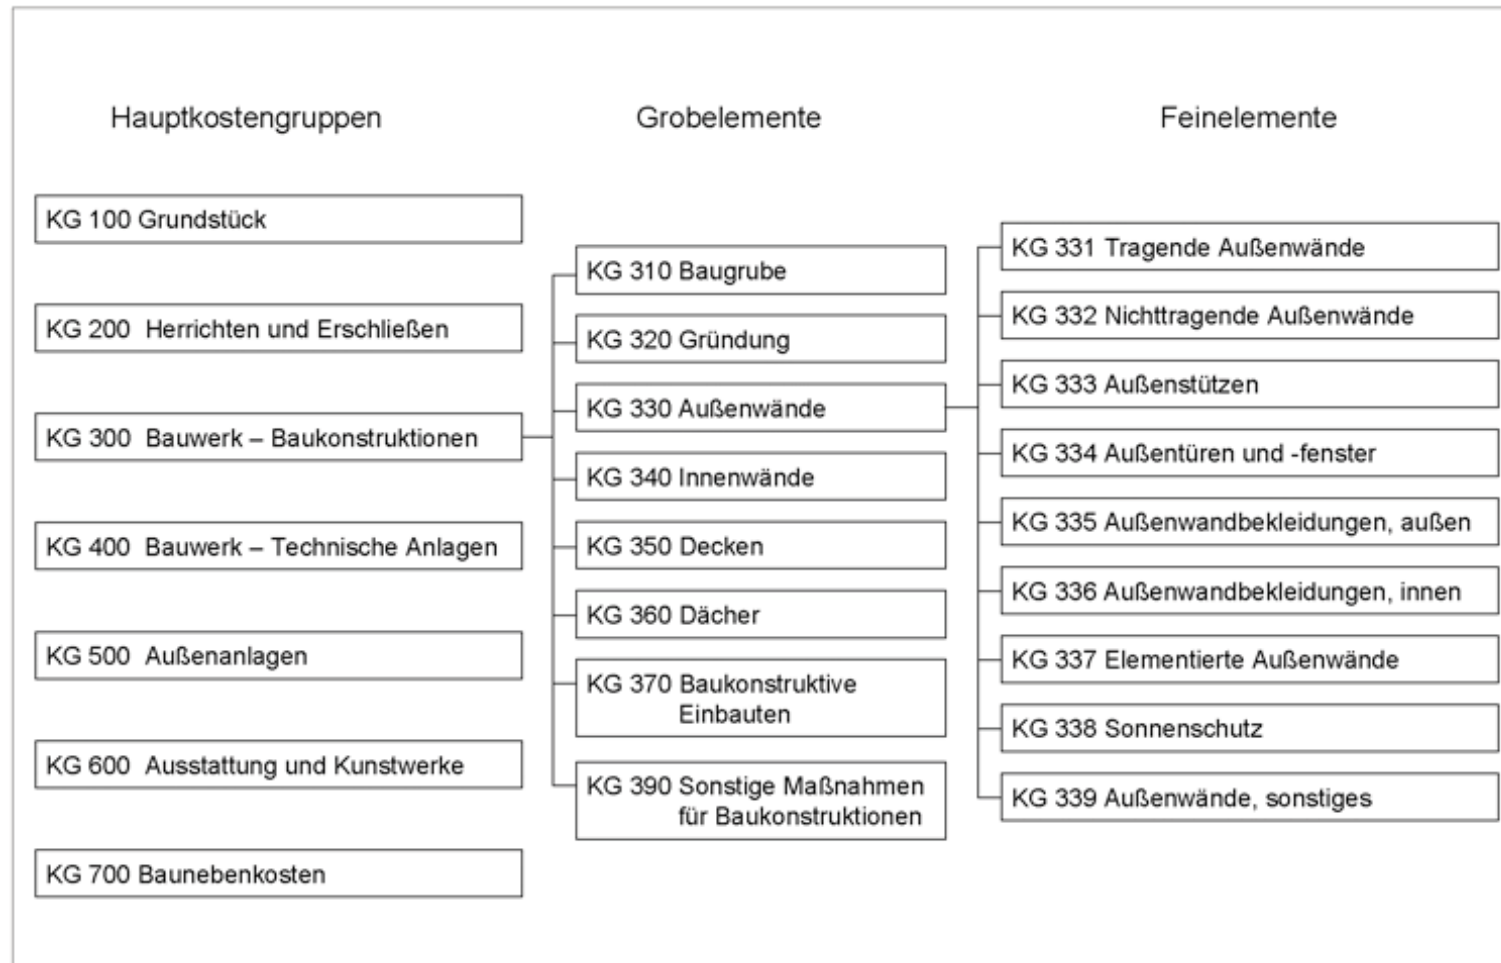 Hauptkostengruppen
Grobelemente
Feinelemente
KG 100 Grundstück
KG 200 Herrichten und Erschließen
KG 300 Bauwerk – Baukonstruktionen
KG 400 Bauwerk – Technische Anlagen
KG 500 Außenanlagen
KG 600 Ausstattung und Kunstwerke
KG 700 Baunebenkosten
KG 310 Baugrube
KG 320 Gründung
KG 330 Außenwände
KG 340 Innenwände
KG 350 Decken
KG 360 Dächer
KG 370 Baukonstruktive
Einbauten
KG 390 Sonstige Maßnahmen
für Baukonstruktionen
KG 331 Tragende Außenwände
KG 332 Nichttragende Außenwände
KG 333 Außenstützen
KG 334 Außentüren und -fenster
KG 335 Außenwandbekleidungen, außen
KG 336 Außenwandbekleidungen, innen
KG 337 Elementierte Außenwände
KG 338 Sonnenschutz
KG 339 Außenwände, sonstiges